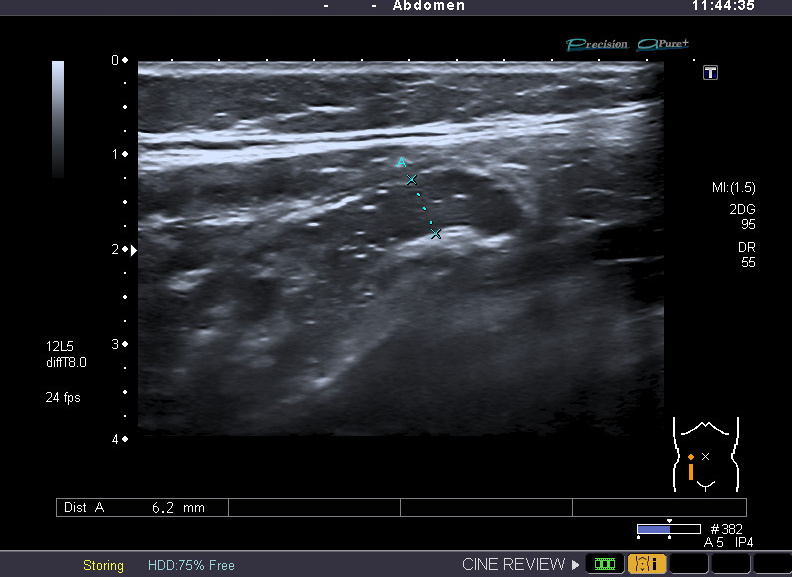 - - Abdomen 11:44:35
Precision APure+
T
0
1
2
3
4
A
MI:(1.5)
2DG
95
DR
55
12L5
diffT8.0
24 fps
Dist A 6.2 mm
#382
A 5 IP4
Storing HDD:75% Free CINE REVIEW
i